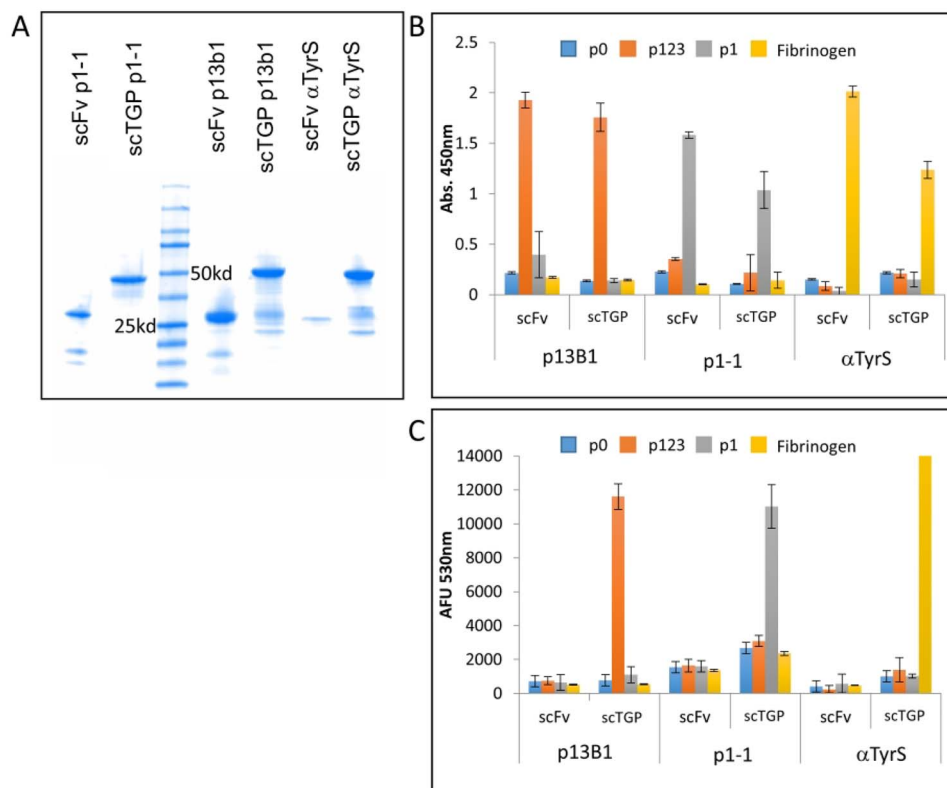 A
scFv p1-1
scTGP p1-1
scFv p13b1
scTGP p13b1
scFv αTyrS
scTGP αTyrS
50kd
25kd
B
p0 p123 p1 Fibrinogen
2.5
2
1.5
1
0.5
0
Abs. 450nm
scFv scTGP scFv scTGP scFv scTGP
p13B1 p1-1 αTyrS
C
p0 p123 p1 Fibrinogen
14000
12000
10000
8000
6000
4000
2000
0
AFU 530nm
scFv scTGP scFv scTGP scFv scTGP
p13B1 p1-1 αTyrS